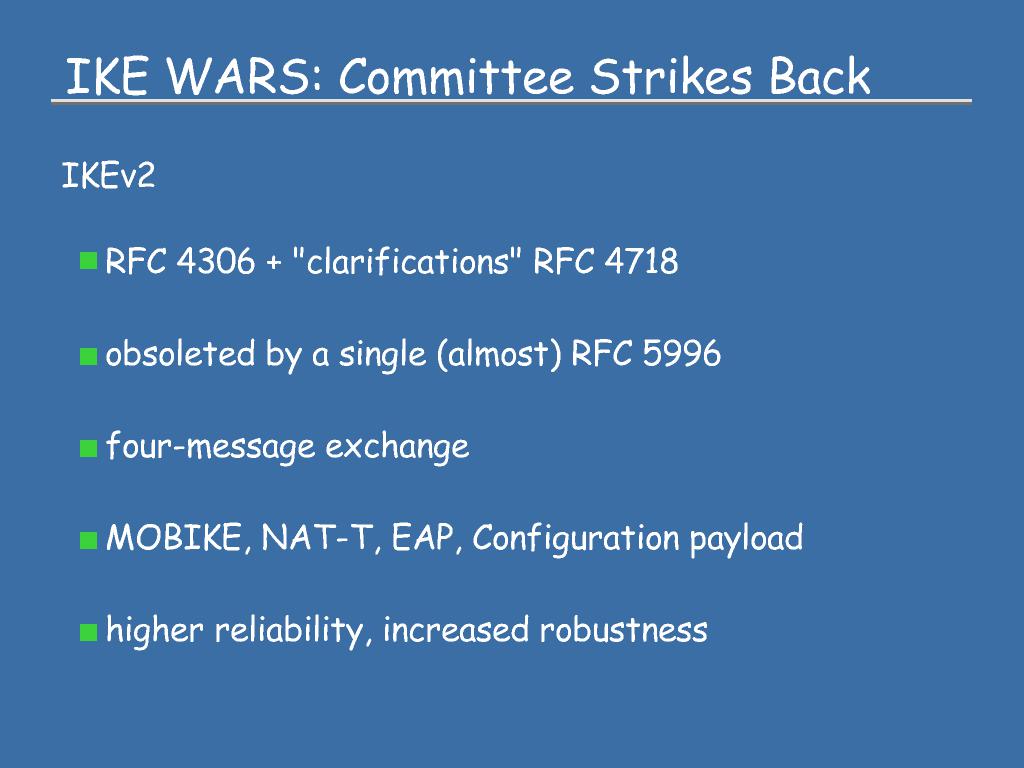 IKE WARS: Committee Strikes Back
IKEv2
RFC 4306 + "clarifications" RFC 4718
obsoleted by a single (almost) RFC 5996
four-message exchange
MOBIKE, NAT-T, EAP, Configuration payload
higher reliability, increased robustness